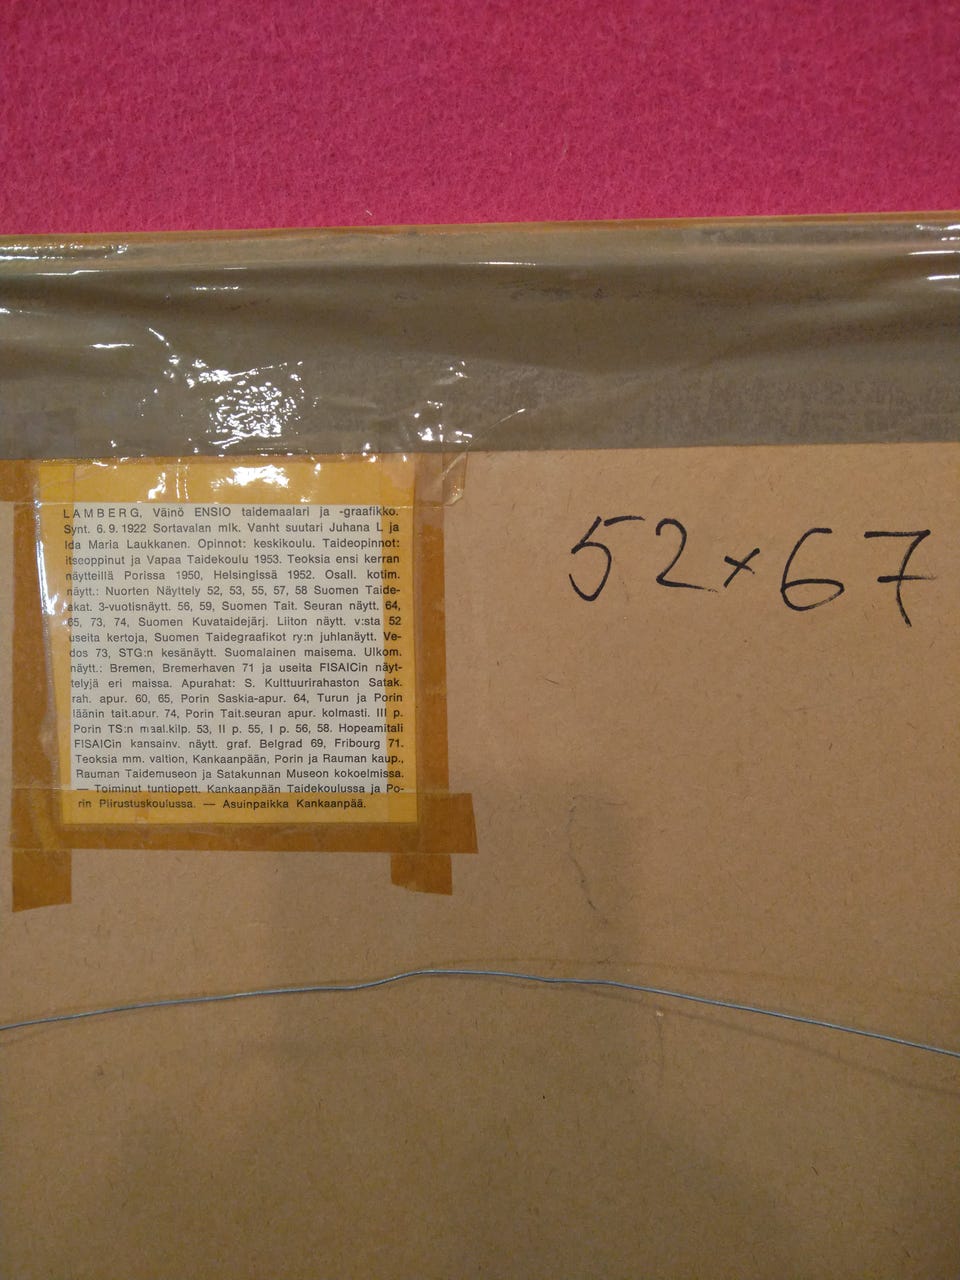 LAMBERG, Väinö ENSIO taidemaalari ja -graafikko.
Synt. 6.9.1922 Sortavalan mlk. Vanht suutari Juhana L ja
Ida Maria Laukkanen. Opinnot: keskikoulu. Taideopinnot:
itseoppinut ja Vapaa Taidekoulu 1953. Teoksia ensi kerran
näytteillä Porissa 1950, Helsingissä 1952. Osall. kotim.
näytt.: Nuorten Näyttely 52, 53, 55, 57, 58 Suomen Taide-
akat. 3-vuotisnäytt. 56, 59, Suomen Tait. Seuran näytt. 64,
65, 73, 74, Suomen Kuvataidejärj. Liiton näytt. v:sta 52
useita kertoja, Suomen Taidegraafikot ry:n juhlanäytt. Ve-
dos 73, STG:n kesänäytt. Suomalainen maisema. Ulkom.
näytt.: Bremen, Bremerhaven 71 ja useita FISAICin näyt-
telyjä eri maissa. Apurahat: S. Kulttuurirahaston Satak.
rah. apur. 60, 65, Porin Saskia-apur. 64, Turun ja Porin
läänin tait.apur. 74, Porin Tait.seuran apur. kolmasti. III p.
Porin TS:n maal.kilp. 53, II p. 55, I p. 56, 58. Hopeamitali
FISAICin kansainv. näytt. graf. Belgrad 69, Fribourg 71.
Teoksia mm. valtion, Kankaanpään, Porin ja Rauman kaup.,
Rauman Taidemuseon ja Satakunnan Museon kokoelmissa.
— Toiminut tuntiopett. Kankaanpään Taidekoulussa ja Po-
rin Piirustuskoulussa. — Asuinpaikka Kankaanpää.
52 x 67